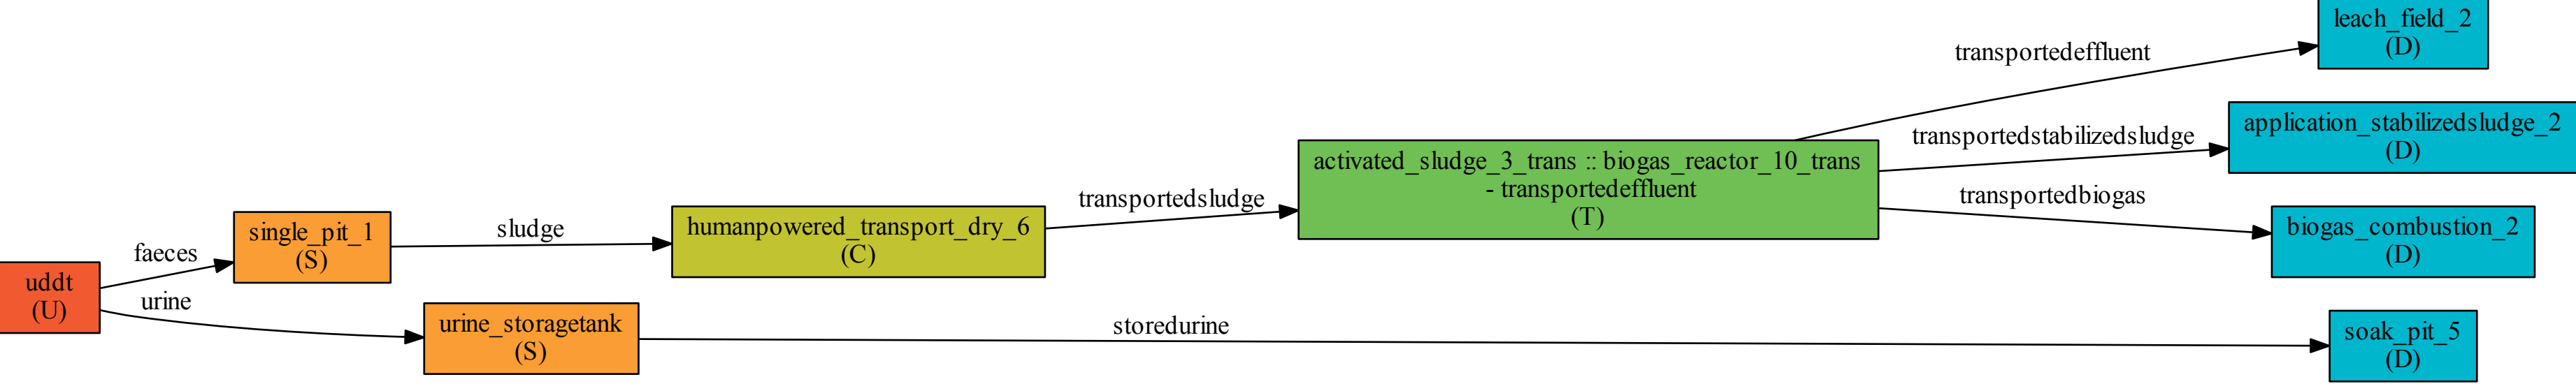 uddt
(U)
faeces
urine
single_pit_1
(S)
urine_storagetank
(S)
sludge
humanpowered_transport_dry_6
(C)
storedurine
transportedsludge
activated_sludge_3_trans :: biogas_reactor_10_trans
- transportedeffluent
(T)
transportedeffluent
transportedstabilizedsludge
transportedbiogas
leach_field_2
(D)
application_stabilizedsludge_2
(D)
biogas_combustion_2
(D)
soak_pit_5
(D)